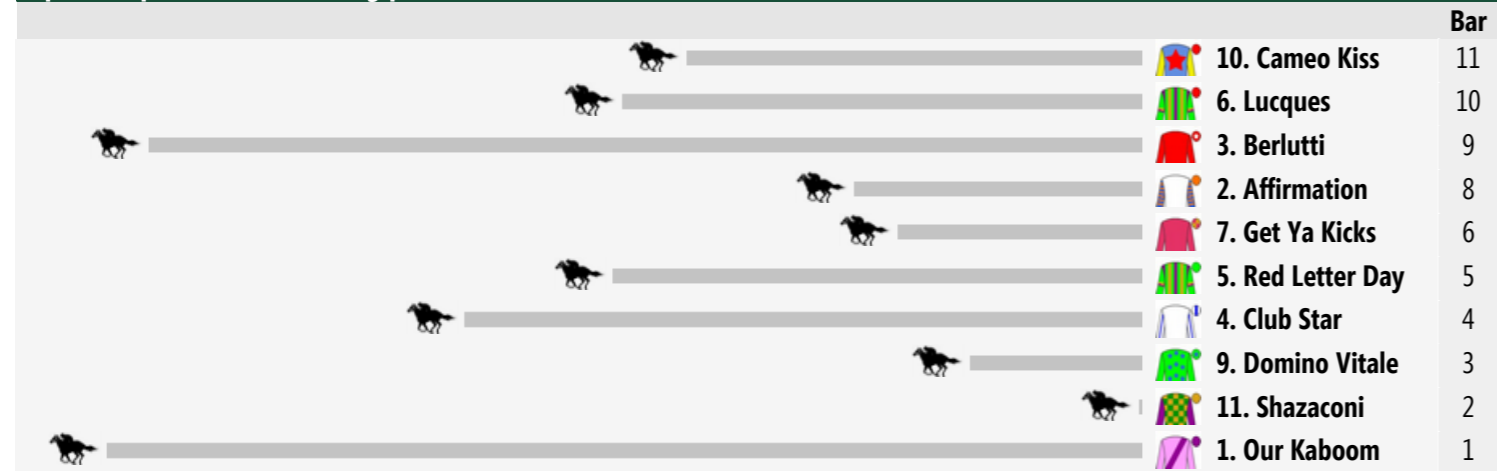 Bar
10. Cameo Kiss 11
6. Lucques 10
3. Berlutti 9
2. Affirmation 8
7. Get Ya Kicks 6
5. Red Letter Day 5
4. Club Star 4
9. Domino Vitale 3
11. Shazaconi 2
1. Our Kaboom 1